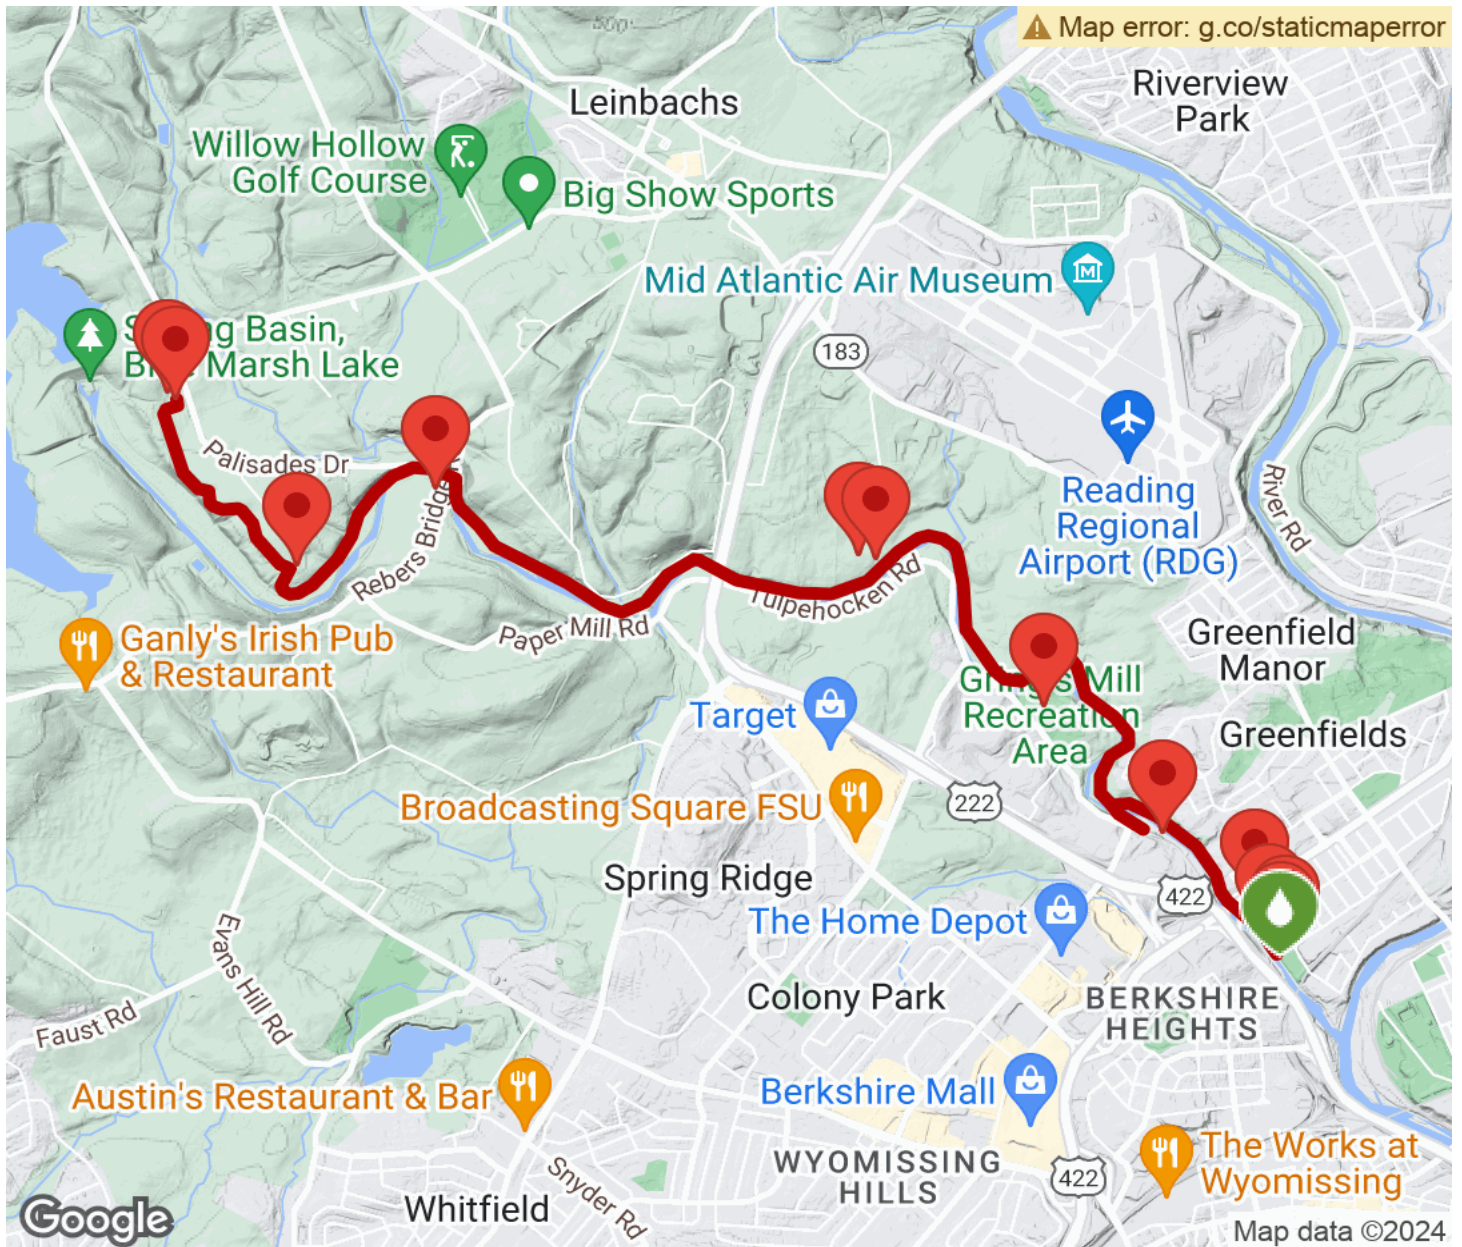 Map error: g.co/staticmaperror
Riverview
Park
Leinbachs
Willow Hollow
Golf Course
Big Show Sports
Mid Atlantic Air Museum
183
Basin,
Marsh Lake
Palisades Dr
Rebers Bridge
Reading
Regional
Airport (RDG)
River Rd
Tulpehocken Rd
Paper Mill Rd
Ganly's Irish Pub
& Restaurant
Greenfield
Manor
Mill
Recreation
Area
Greenfields
Target
222
Broadcasting Square FSU
Spring Ridge
422
The Home Depot
Evans Hill Rd
Colony Park
BERKSHIRE
HEIGHTS
Faust Rd
Austin's Restaurant & Bar
Berkshire Mall
The Works at
Wyomissing
WYOMISSING
HILLS
422
Snyder Rd
Whitfield
Google
Map data ©2024